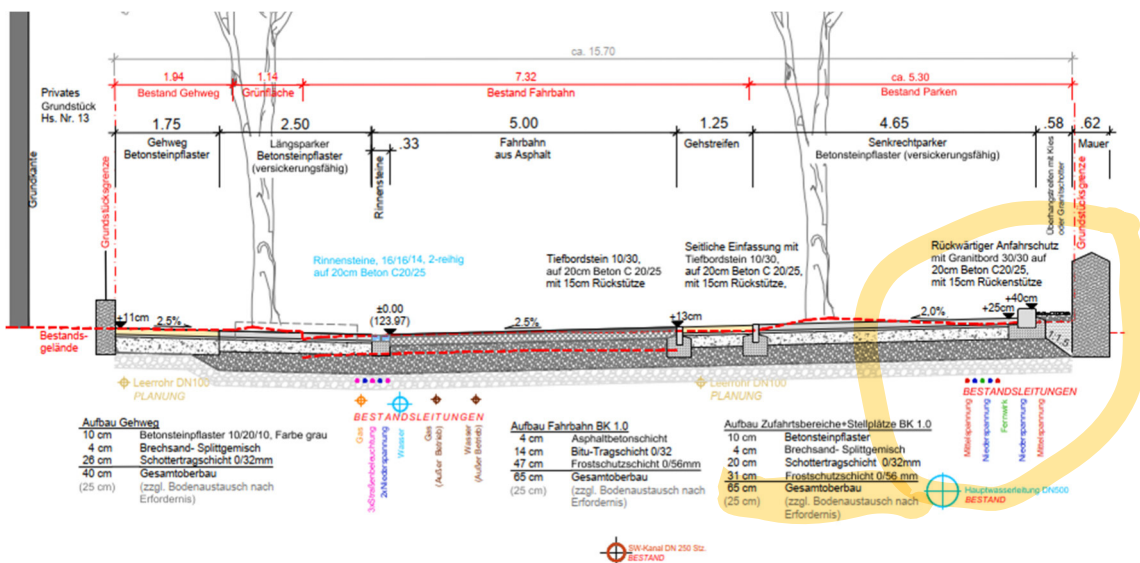 ca. 15.70
1.94
1.14
7.32
ca. 5.30
Bestand Gehweg
Grünfläche
Bestand Fahrbahn
Bestand Parken
Privates
Grundstück
Hs. Nr. 13
1.75
2.50
.33
5.00
1.25
4.65
.58
.62
Gehweg
Betonsteinpflaster
Längsparker
Betonsteinpflaster
(versickerungsfähig)
Rinnensteine
Fahrbahn
aus Asphalt
Gehstreifen
Senkrechtparker
Betonsteinpflaster (versickerungsfähig)
Überhangstreifen mit Kies
oder Granitschotter
Mauer
Grundkante
Grundstücksgrenze
Grundstücksgrenze
Rinnensteine, 16/16/14, 2-reihig
auf 20cm Beton C20/25
Tiefbordstein 10/30,
auf 20cm Beton C 20/25
mit 15cm Rückstütze
Seitliche Einfassung mit
Tiefbordstein 10/30,
auf 20cm Beton C 20/25,
mit 15cm Rückstütze,
Rückwärtiger Anfahrschutz
mit Granitbord 30/30 auf
20cm Beton C20/25,
mit 15cm Rückenstütze
+11cm
2.5%
±0.00
(123.97)
2.5%
+13cm
2,0%
+25cm
+40cm
1:1.5
Bestands-
gelände
Leerrohr DN100
PLANUNG
Leerrohr DN100
PLANUNG
BESTANDSLEITUNGEN
Gas
3xStraßenbeleuchtung
2xNiederspannung
Wasser
Gas
(Außer Betrieb)
Wasser
(Außer Betrieb)
BESTANDSLEITUNGEN
Mittelspannung
Niederspannung
Fernwirk
Niederspannung
Mittelspannung
Aufbau Gehweg
10 cm Betonsteinpflaster 10/20/10, Farbe grau
4 cm Brechsand- Splittgemisch
26 cm Schottertragschicht 0/32mm
40 cm Gesamtoberbau
(25 cm) (zzgl. Bodenaustausch nach
Erfordernis)
Aufbau Fahrbahn BK 1.0
4 cm Asphaltbetonschicht
14 cm Bitu-Tragschicht 0/32
47 cm Frostschutzschicht 0/56mm
65 cm Gesamtoberbau
(25 cm) (zzgl. Bodenaustausch nach
Erfordernis)
Aufbau Zufahrtsbereiche+Stellplätze BK 1.0
10 cm Betonsteinpflaster
4 cm Brechsand- Splittgemisch
20 cm Schottertragschicht 0/32mm
31 cm Frostschutzschicht 0/56 mm
65 cm Gesamtoberbau
(25 cm) (zzgl. Bodenaustausch nach
Erfordernis)
Hauptwasserleitung DN500
BESTAND
SW-Kanal DN 250 Stz.
BESTAND